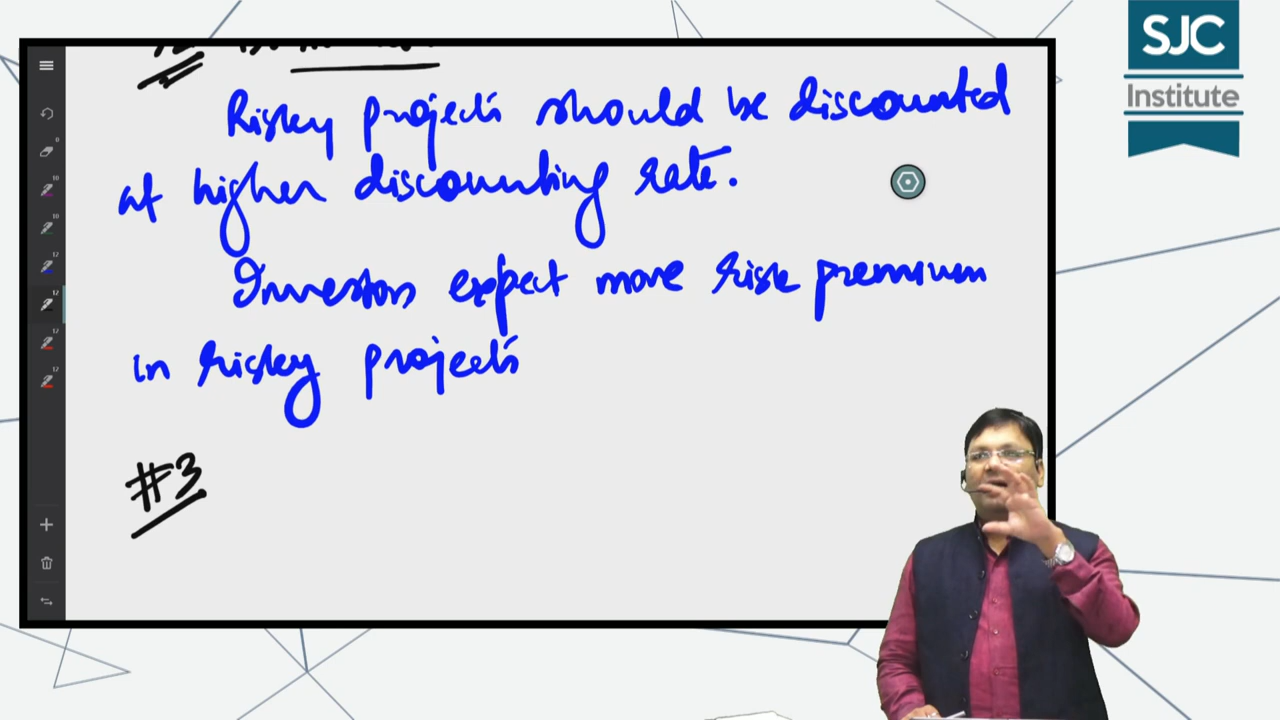 Risky projects should be discounted
at higher discounting rate.
Investors expect more risk premium
in risky projects
#3
SJC
Institute